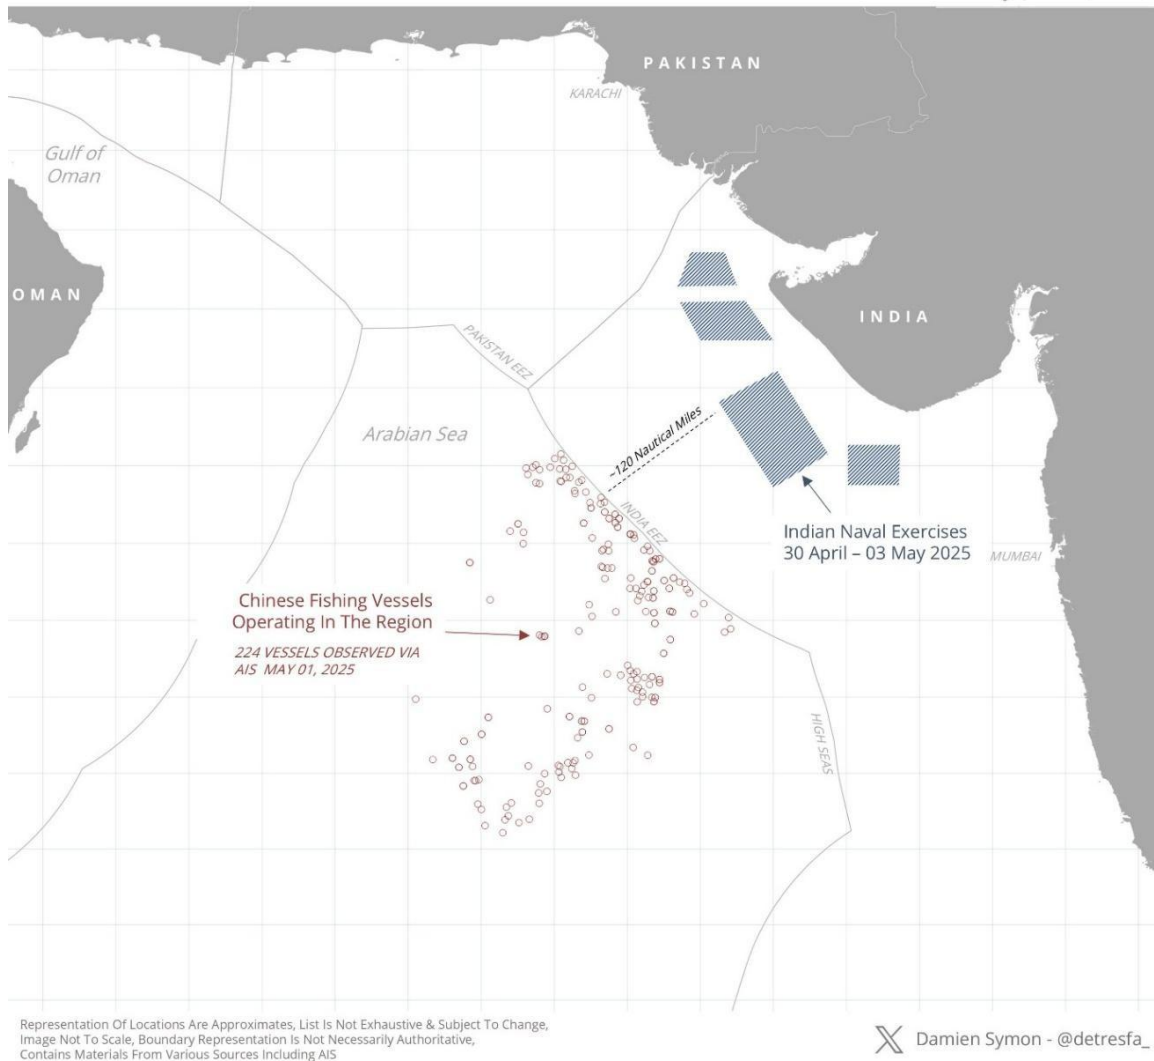 PAKISTAN
KARACHI
Gulf of
Oman
OMAN
INDIA
PAKISTAN EEZ
~120 Nautical Miles
Arabian Sea
INDIA EEZ
Indian Naval Exercises
30 April – 03 May 2025
MUMBAI
Chinese Fishing Vessels
Operating In The Region
224 VESSELS OBSERVED VIA
AIS MAY 01, 2025
HIGH SEAS
Representation Of Locations Are Approximates, List Is Not Exhaustive & Subject To Change,
Image Not To Scale, Boundary Representation Is Not Necessarily Authoritative,
Contains Materials From Various Sources Including AIS
X Damien Symon - @detresfa_